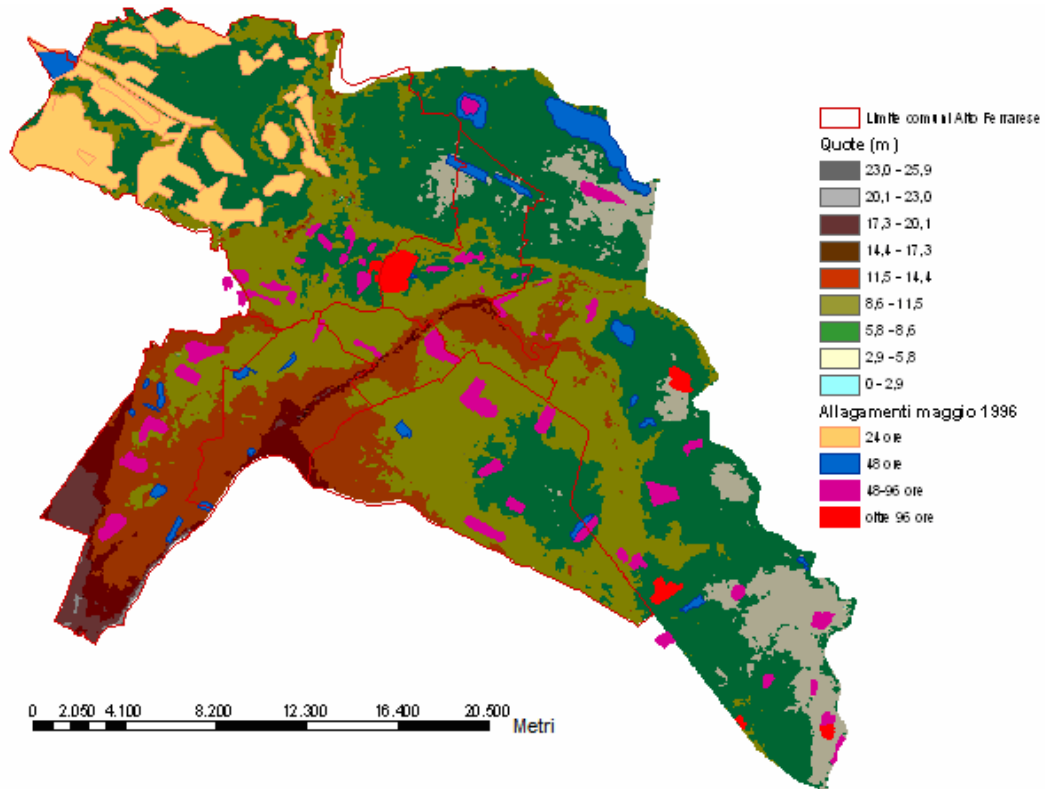 Limite comuni Alto Ferrarese
Quote (m)
23,0 - 25,9
20,1 - 23,0
17,3 - 20,1
14,4 - 17,3
11,5 - 14,4
8,6 - 11,5
5,8 - 8,6
2,9 - 5,8
0 - 2,9
Allagamenti maggio 1996
24 ore
48 ore
48-96 ore
oltre 96 ore
0 2.050 4.100 8.200 12.300 16.400 20.500
Metri